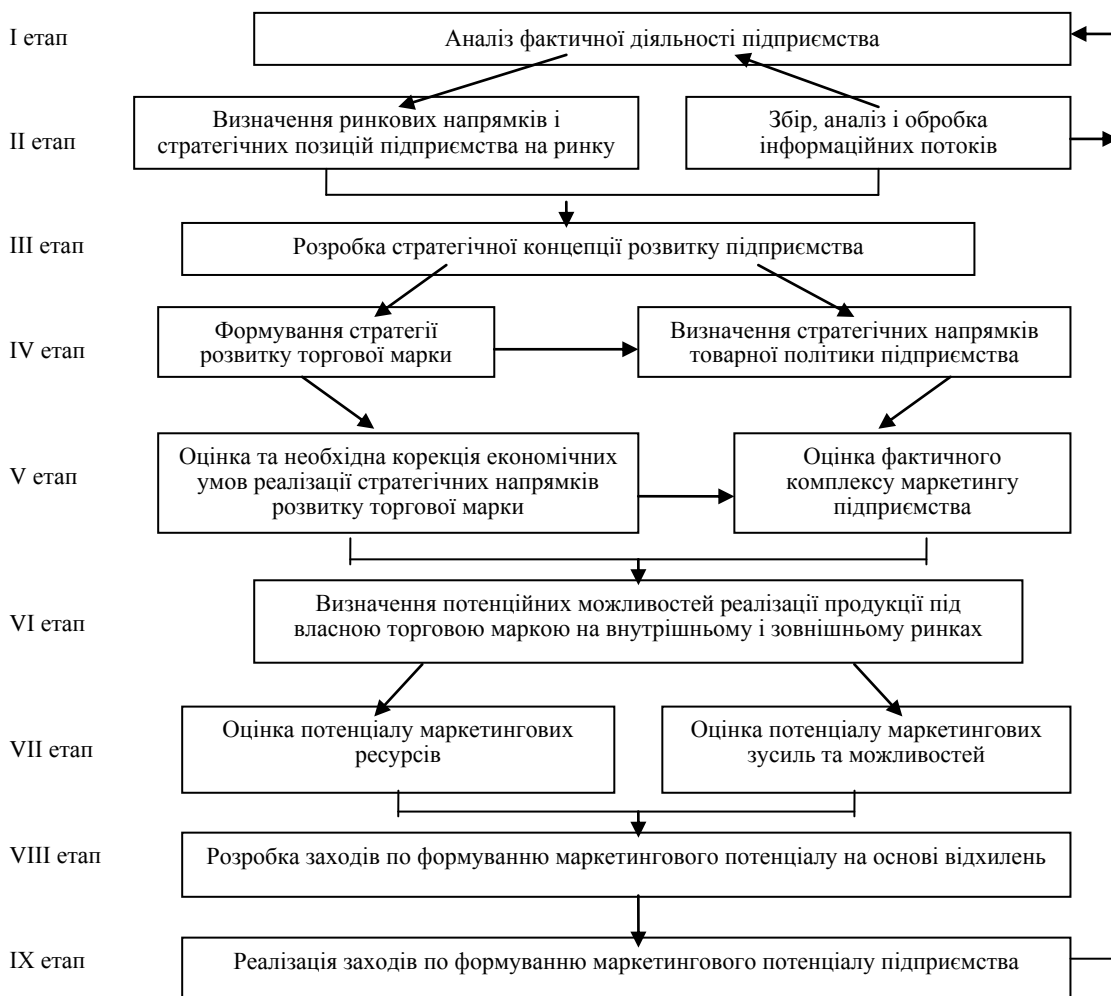 І етап
Аналіз фактичної діяльності підприємства
ІІ етап
Визначення ринкових напрямків і
стратегічних позицій підприємства на ринку
Збір, аналіз і обробка
інформаційних потоків
ІІІ етап
Розробка стратегічної концепції розвитку підприємства
IV етап
Формування стратегії
розвитку торгової марки
Визначення стратегічних напрямків
товарної політики підприємства
V етап
Оцінка та необхідна корекція економічних
умов реалізації стратегічних напрямків
розвитку торгової марки
Оцінка фактичного
комплексу маркетингу
підприємства
VI етап
Визначення потенційних можливостей реалізації продукції під
власною торговою маркою на внутрішньому і зовнішньому ринках
VII етап
Оцінка потенціалу маркетингових
ресурсів
Оцінка потенціалу маркетингових
зусиль та можливостей
VIII етап
Розробка заходів по формуванню маркетингового потенціалу на основі відхилень
IX етап
Реалізація заходів по формуванню маркетингового потенціалу підприємства